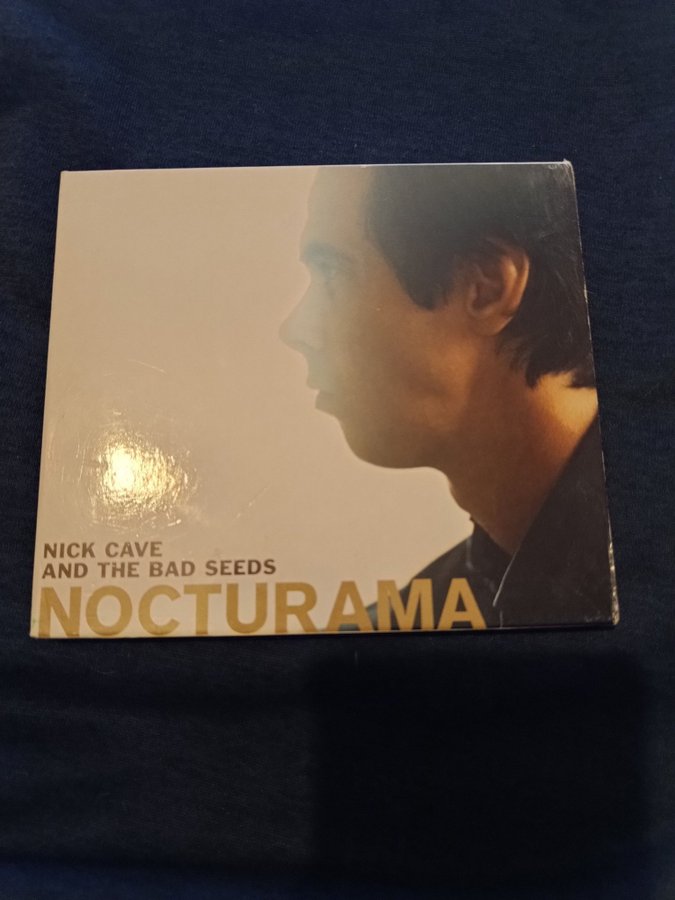 NICK CAVE
AND THE BAD SEEDS
NOCTURAMA